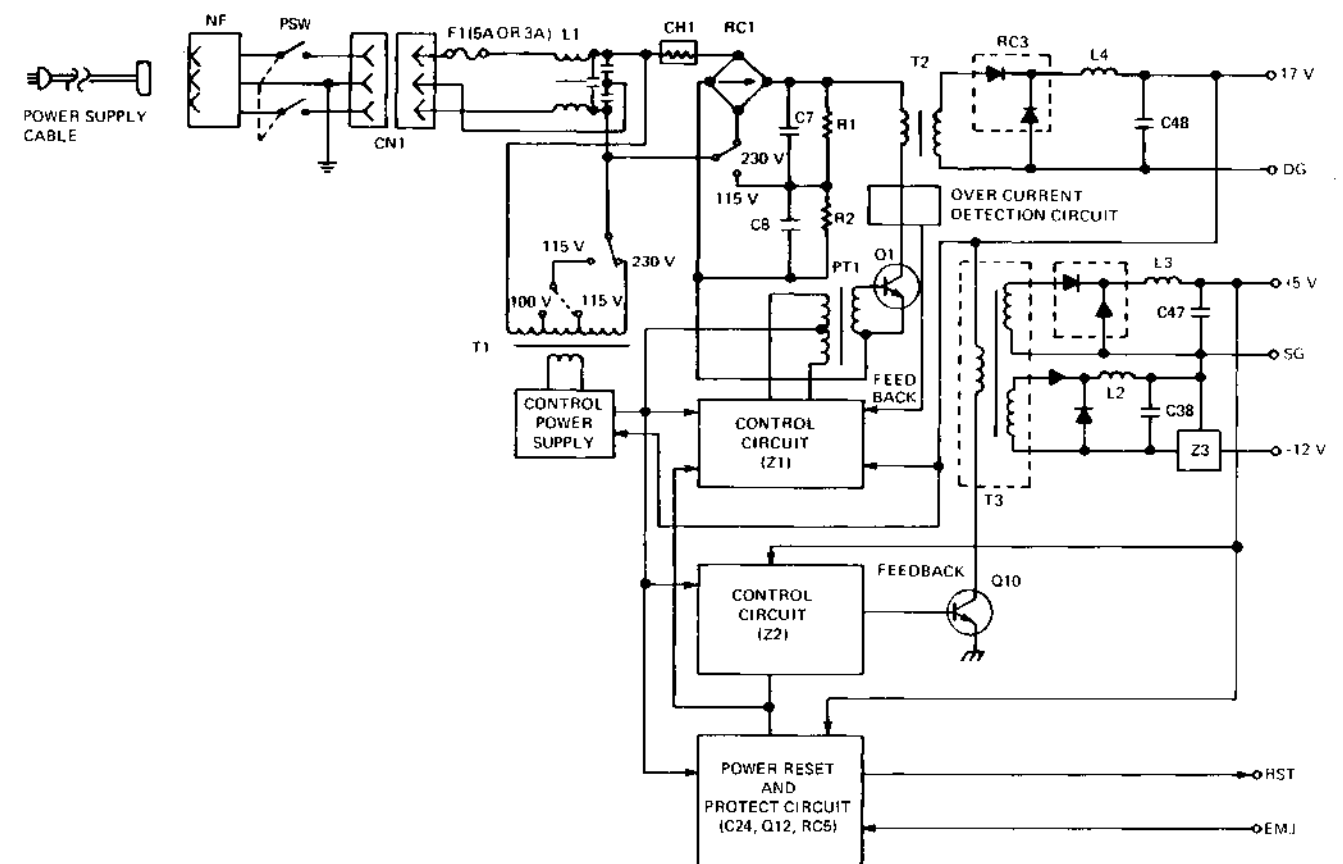 NF
PSW
F1(5A OR 3A) L1
CH1
RC1
RC3
L4
T2
17 V
POWER SUPPLY
CABLE
CN1
C7
R1
C48
230 V
115 V
DG
OVER CURRENT
DETECTION CIRCUIT
C8
R2
115 V
230 V
PT1
Q1
L3
+5 V
100 V
115 V
C47
T1
SG
FEED
BACK
L2
C38
CONTROL
POWER
SUPPLY
CONTROL
CIRCUIT
(Z1)
Z3
-12 V
T3
FEEDBACK
Q10
CONTROL
CIRCUIT
(Z2)
POWER RESET
AND
PROTECT CIRCUIT
(C24, Q12, RC5)
RST
EMJ